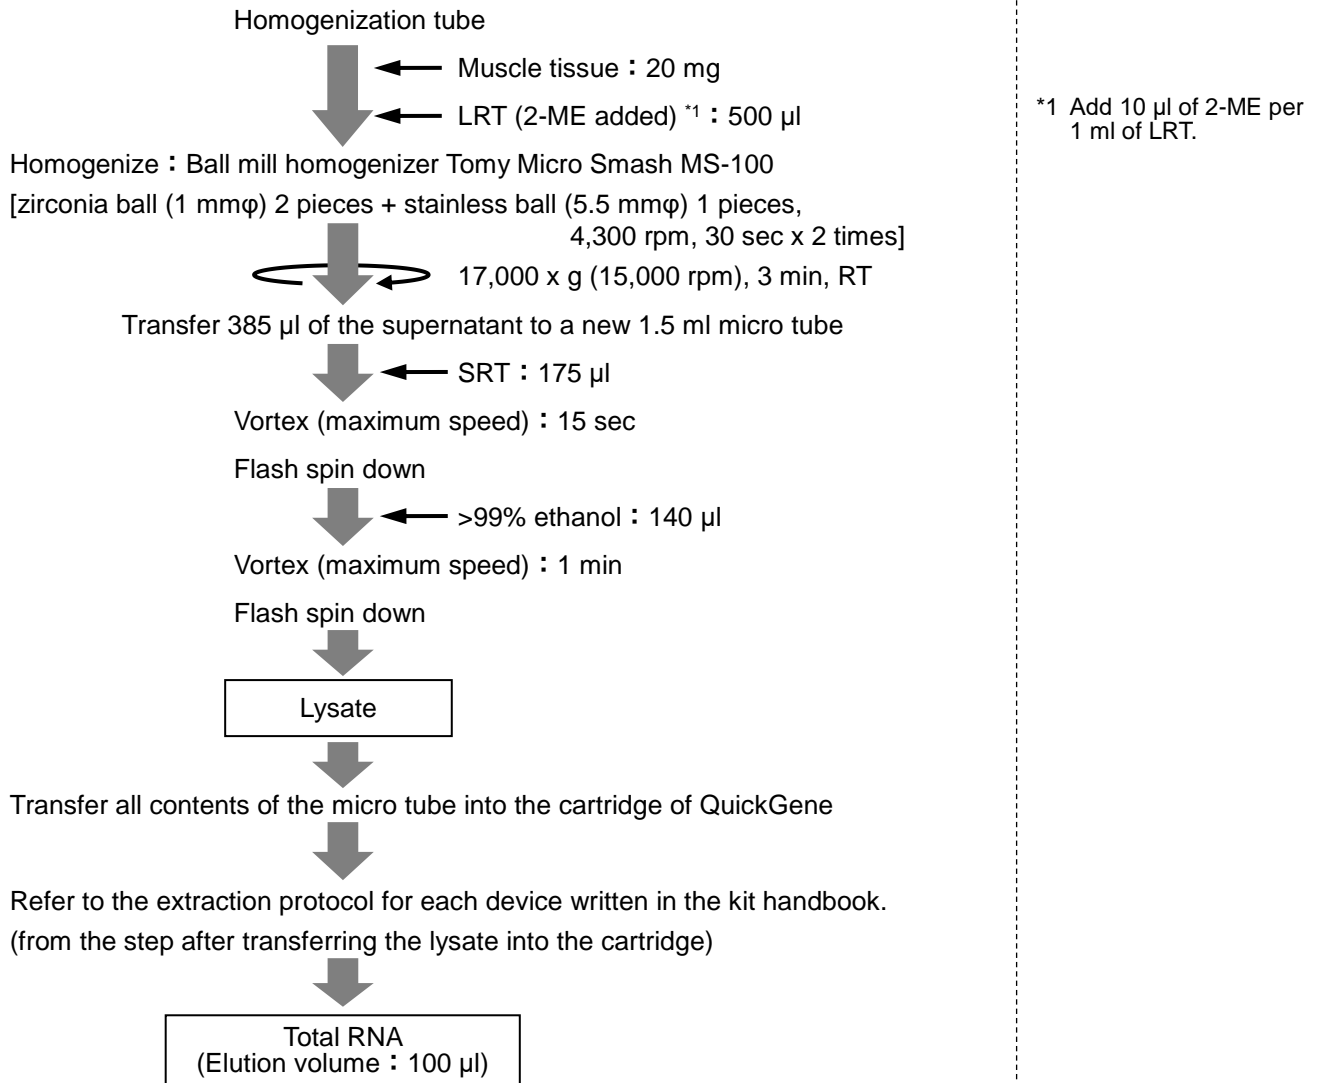 Homogenization tube
Muscle tissue：20 mg
LRT (2-ME added) *1：500 µl
*1 Add 10 µl of 2-ME per
1 ml of LRT.
Homogenize：Ball mill homogenizer Tomy Micro Smash MS-100
[zirconia ball (1 mmφ) 2 pieces + stainless ball (5.5 mmφ) 1 pieces,
4,300 rpm, 30 sec x 2 times]
17,000 x g (15,000 rpm), 3 min, RT
Transfer 385 µl of the supernatant to a new 1.5 ml micro tube
SRT：175 µl
Vortex (maximum speed)：15 sec
Flash spin down
>99% ethanol：140 µl
Vortex (maximum speed)：1 min
Flash spin down
Lysate
Transfer all contents of the micro tube into the cartridge of QuickGene
Refer to the extraction protocol for each device written in the kit handbook.
(from the step after transferring the lysate into the cartridge)
Total RNA
(Elution volume：100 µl)